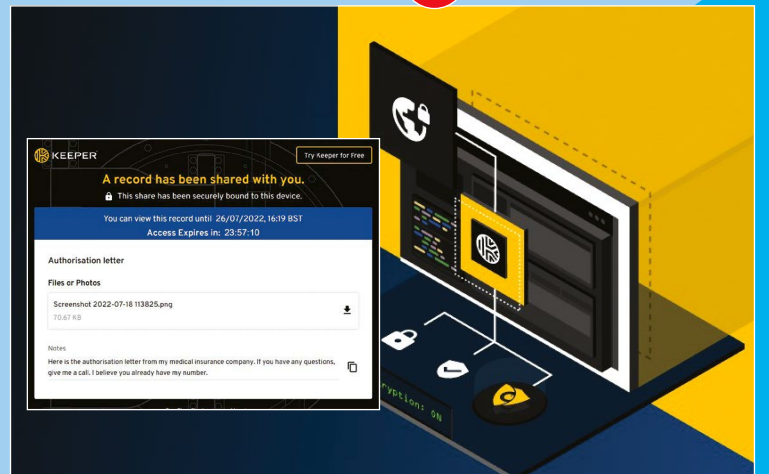 KEEPER
Try Keeper for Free
A record has been shared with you.
This share has been securely bound to this device.
You can view this record until 26/07/2022, 16:19 BST
Access Expires in: 23:57:10
Authorisation letter
Files or Photos
Screenshot 2022-07-18 113825.png
70.67 KB
Notes
Here is the authorisation letter from my medical insurance company. If you have any questions,
give me a call. I believe you already have my number.
ryption: ON